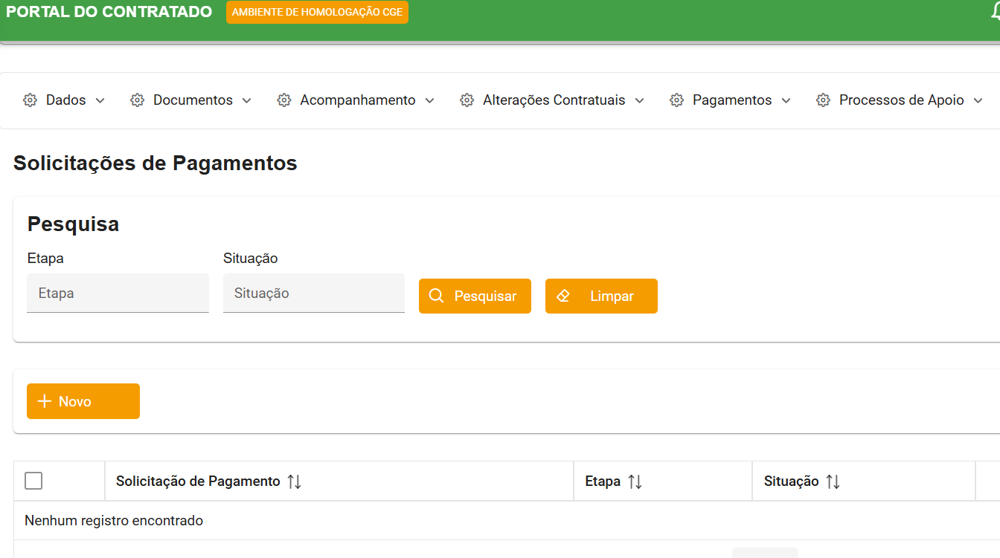 PORTAL DO CONTRATADO AMBIENTE DE HOMOLOGAÇÃO CGE
Dados Documentos Acompanhamento Alterações Contratuais Pagamentos Processos de Apoio
Solicitações de Pagamentos
Pesquisa
Etapa Situação
Etapa Situação Pesquisar Limpar
Novo
Solicitação de Pagamento Etapa Situação
Nenhum registro encontrado